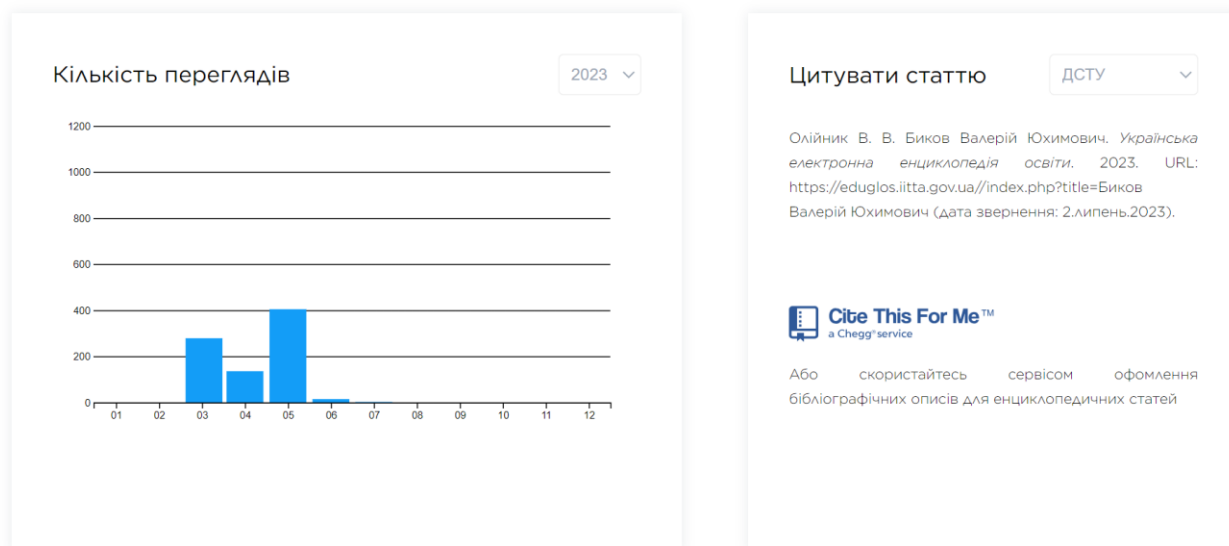 Кількість переглядів
2023
1200
1000
800
600
400
200
0
01 02 03 04 05 06 07 08 09 10 11 12
Цитувати статтю
ДСТУ
Олійник В. В. Биков Валерій Юхимович. Українська
електронна енциклопедія освіти. 2023. URL:
https://eduglos.iitta.gov.ua//index.php?title=Биков
Валерій Юхимович (дата звернення: 2.липень.2023).
Cite This For Me™
a Chegg® service
Або скористайтесь сервісом офомлення
бібліографічних описів для енциклопедичних статей